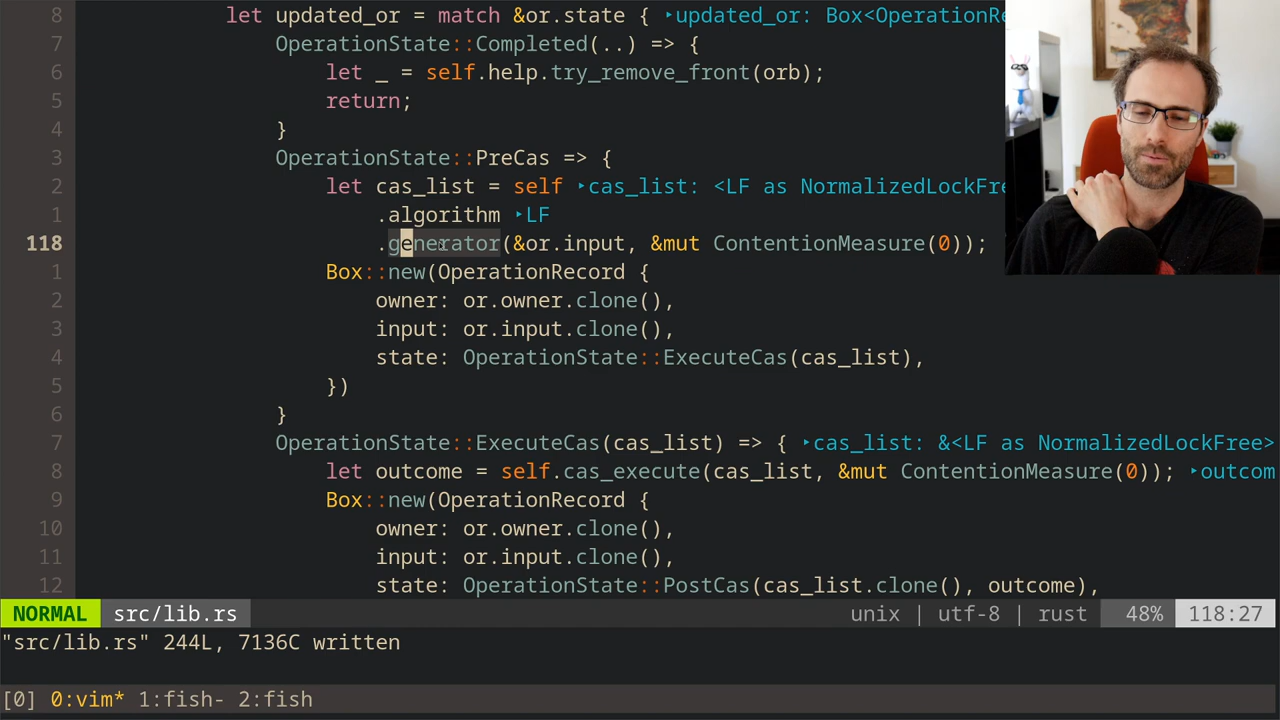 8 let updated_or = match &or.state { ‣updated_or: Box<OperationRe
7 OperationState::Completed(..) => {
6 let _ = self.help.try_remove_front(orb);
5 return;
4 }
3 OperationState::PreCas => {
2 let cas_list = self ‣cas_list: <LF as NormalizedLockFre
1 .algorithm ‣LF
118 .generator(&or.input, &mut ContentionMeasure(0));
1 Box::new(OperationRecord {
2 owner: or.owner.clone(),
3 input: or.input.clone(),
4 state: OperationState::ExecuteCas(cas_list),
5 })
6 }
7 OperationState::ExecuteCas(cas_list) => { ‣cas_list: &<LF as NormalizedLockFree>
8 let outcome = self.cas_execute(cas_list, &mut ContentionMeasure(0)); ‣outcom
9 Box::new(OperationRecord {
10 owner: or.owner.clone(),
11 input: or.input.clone(),
12 state: OperationState::PostCas(cas_list.clone(), outcome),
NORMAL src/lib.rs unix | utf-8 | rust 48% 118:27
"src/lib.rs" 244L, 7136C written
[0] 0:vim* 1:fish- 2:fish